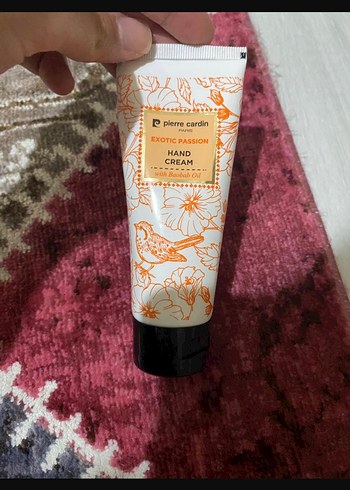 pierre cardin
PARIS
EXOTIC PASSION
HAND
CREAM
with Baobab Oil